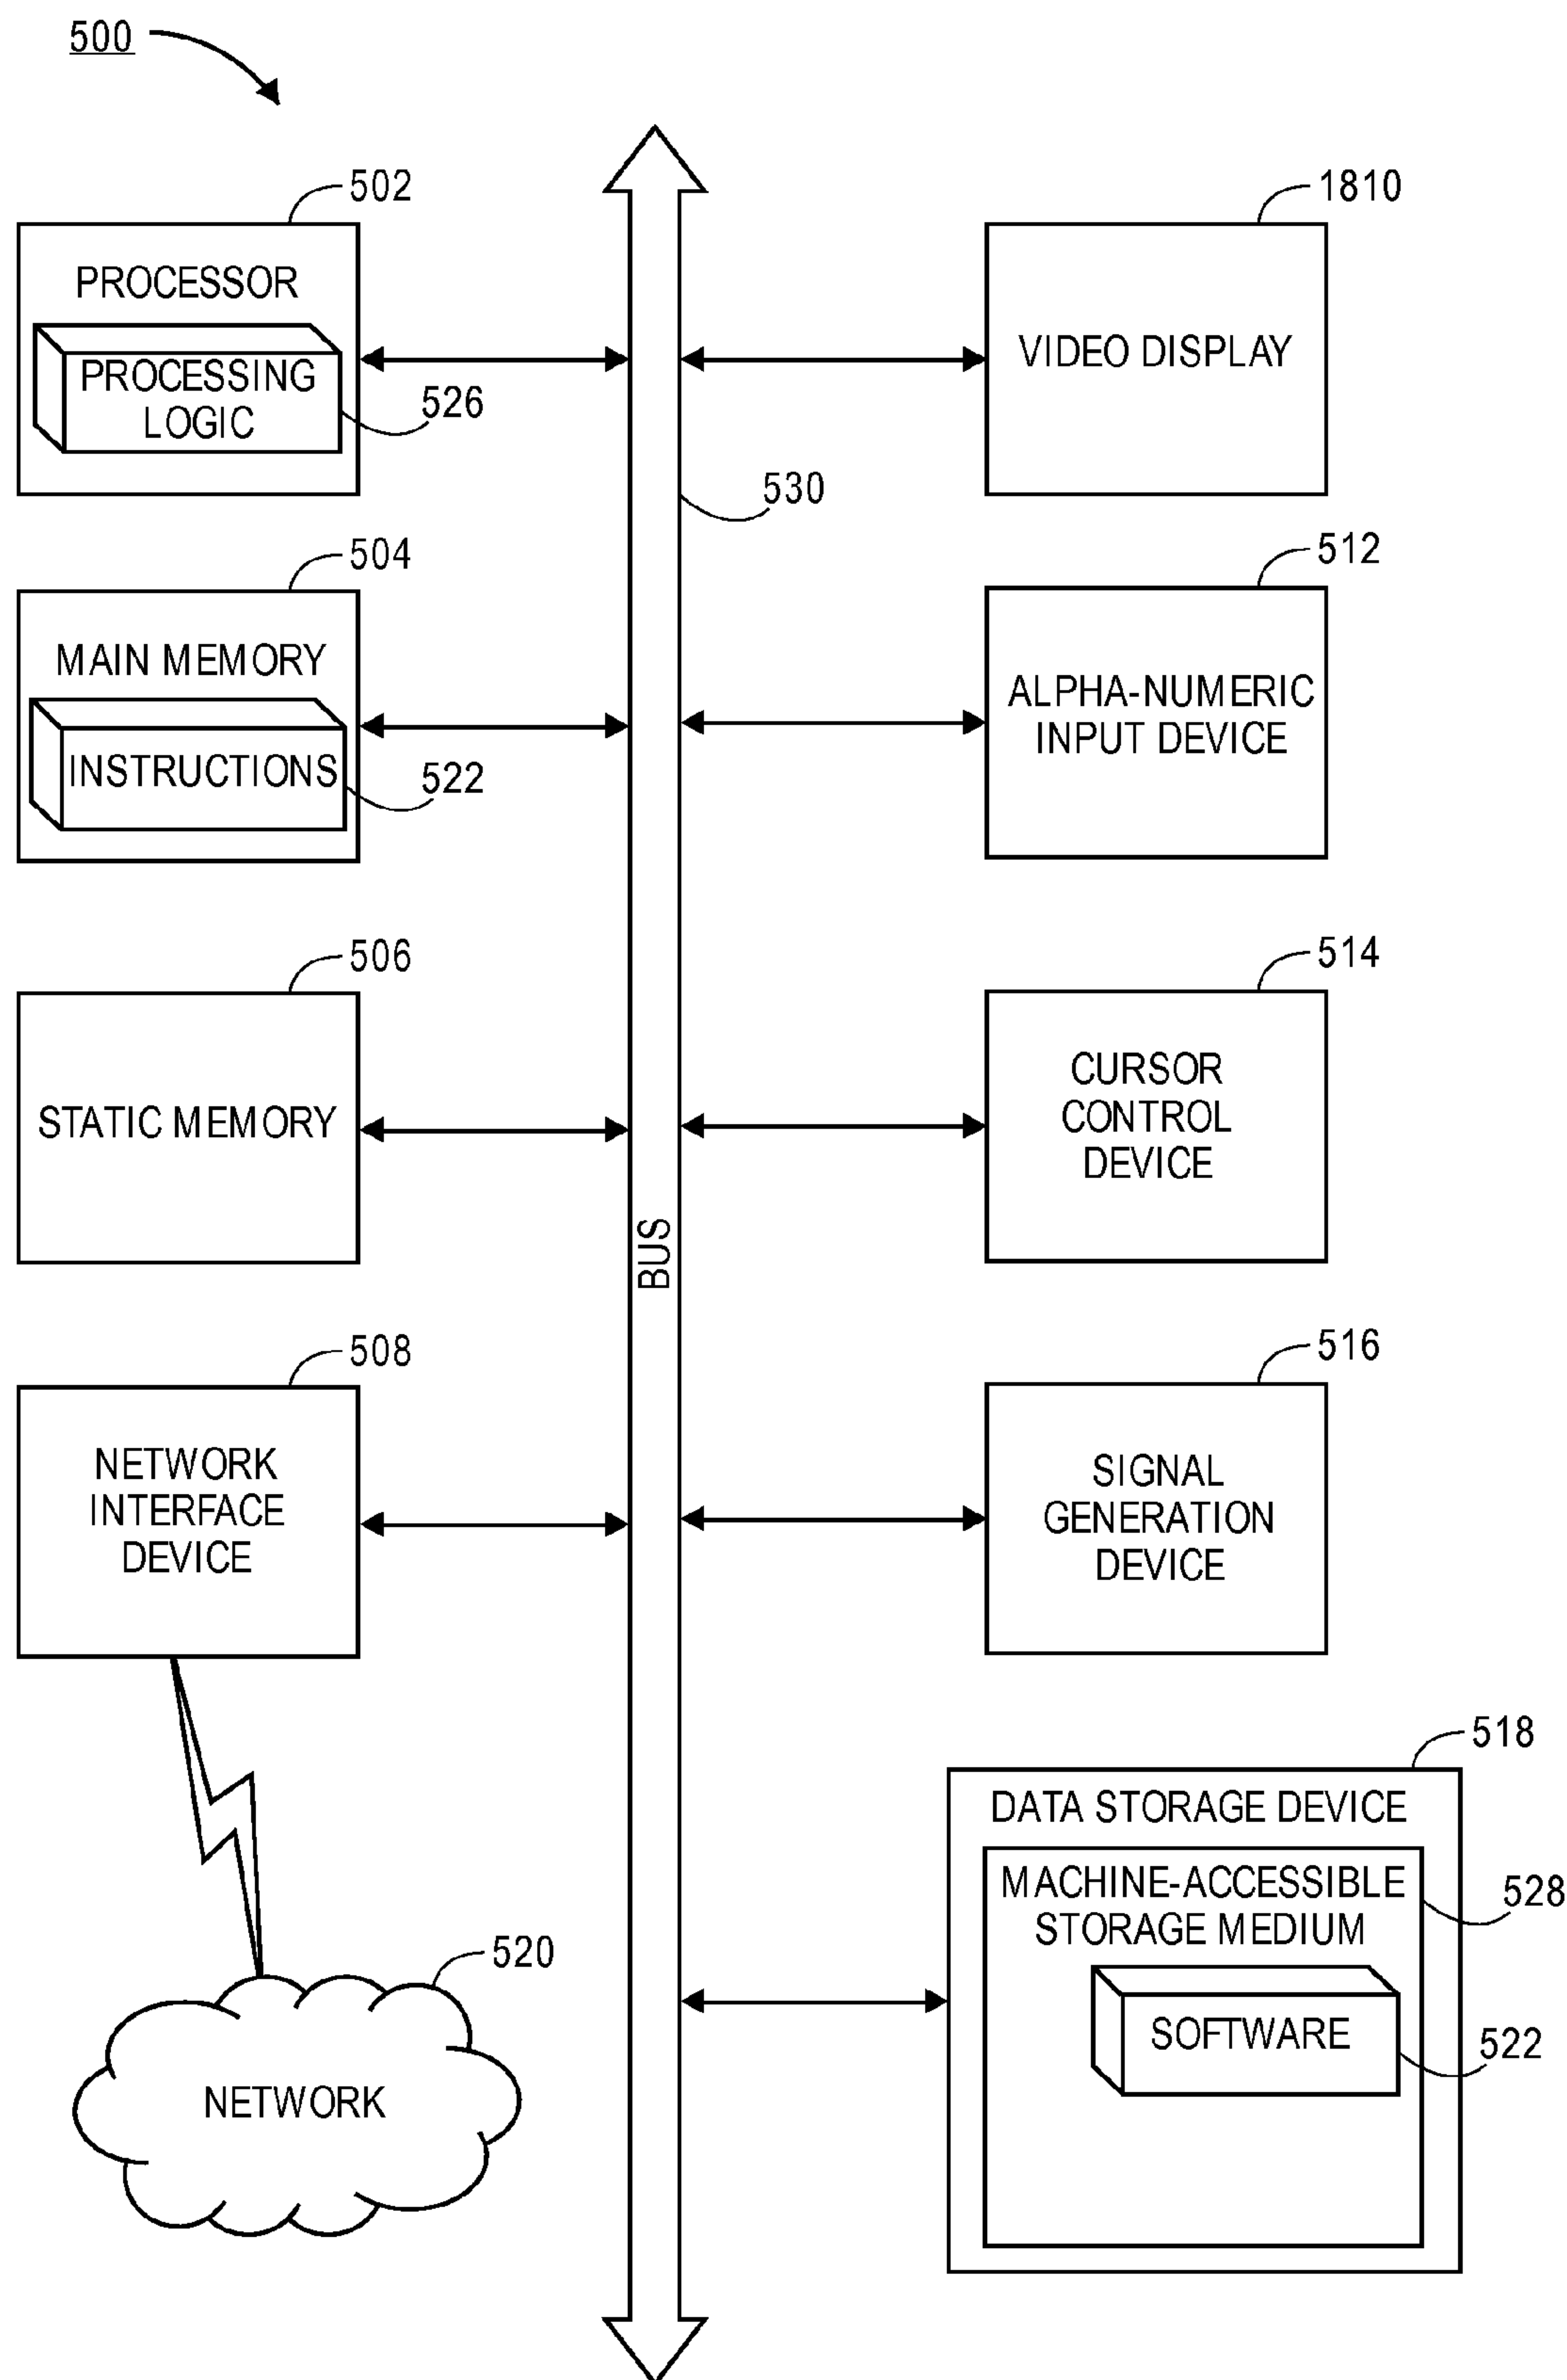 500
502
PROCESSOR
PROCESSING
LOGIC
526
530
1810
VIDEO DISPLAY
504
MAIN MEMORY
INSTRUCTIONS
522
512
ALPHA-NUMERIC
INPUT DEVICE
506
STATIC MEMORY
514
CURSOR
CONTROL
DEVICE
BUS
508
NETWORK
INTERFACE
DEVICE
516
SIGNAL
GENERATION
DEVICE
520
NETWORK
518
DATA STORAGE DEVICE
MACHINE-ACCESSIBLE
STORAGE MEDIUM
528
SOFTWARE
522